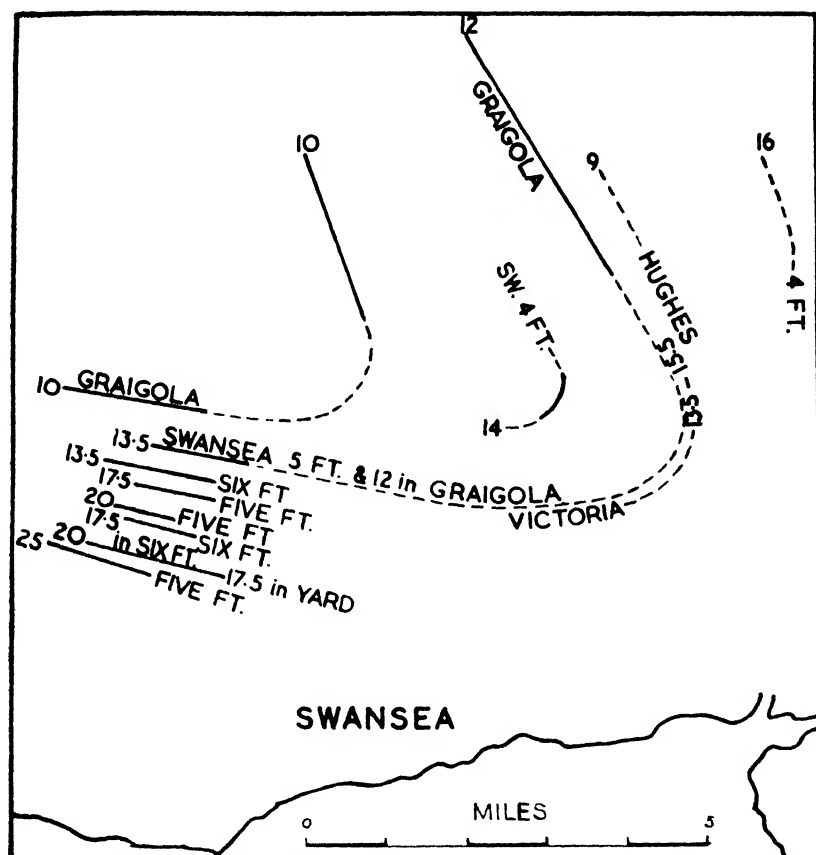 12
GRAIGOLA
10
9
HUGHES
16
4 FT.
SW. 4 FT.
14
13.5
10 GRAIGOLA
13.5 SWANSEA 5 FT. & 12 in GRAIGOLA
VICTORIA
13.5 SIX FT
17.5 FIVE FT.
20 FIVE FT
17.5 SIX FT.
20 in SIX FT. 17.5 in YARD
25 FIVE FT.
SWANSEA
MILES
0 5